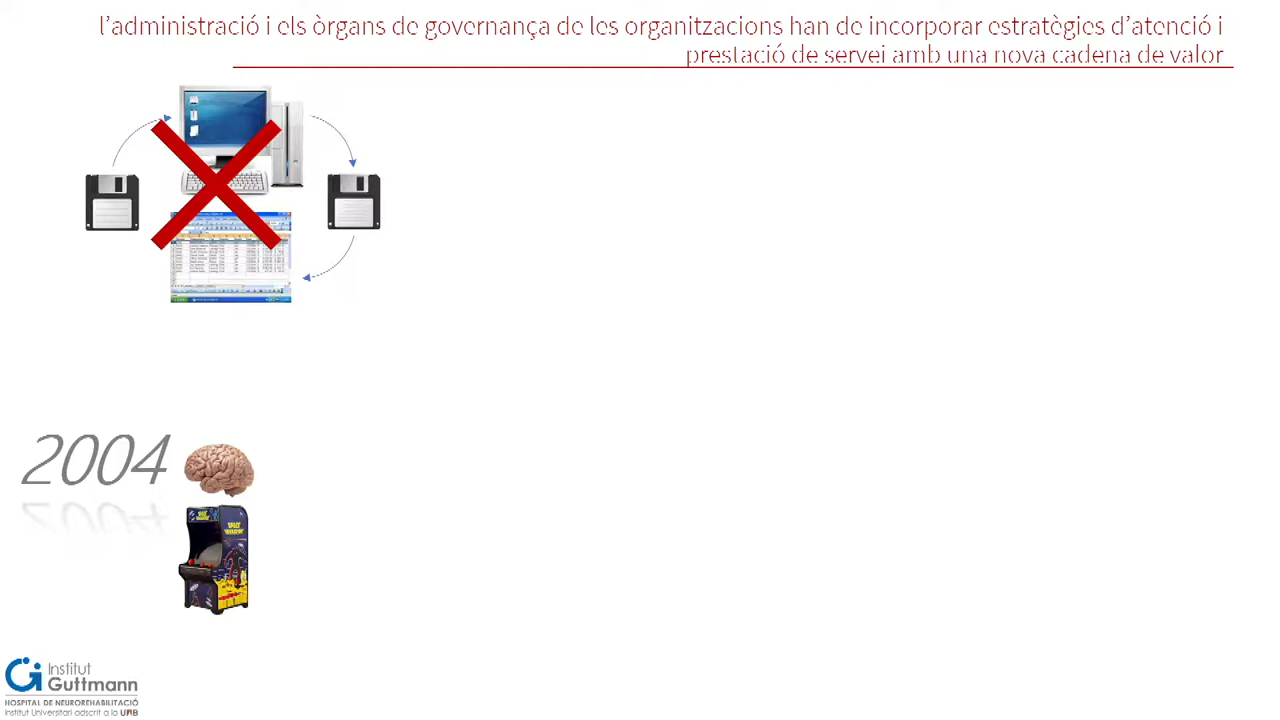 l’administració i els òrgans de governança de les organitzacions han de incorporar estratègies d’atenció i
prestació de servei amb una nova cadena de valor
2004
Institut
Guttmann
HOSPITAL DE NEUROREHABILITACIÓ
Institut Universitari adscrit a la UAB